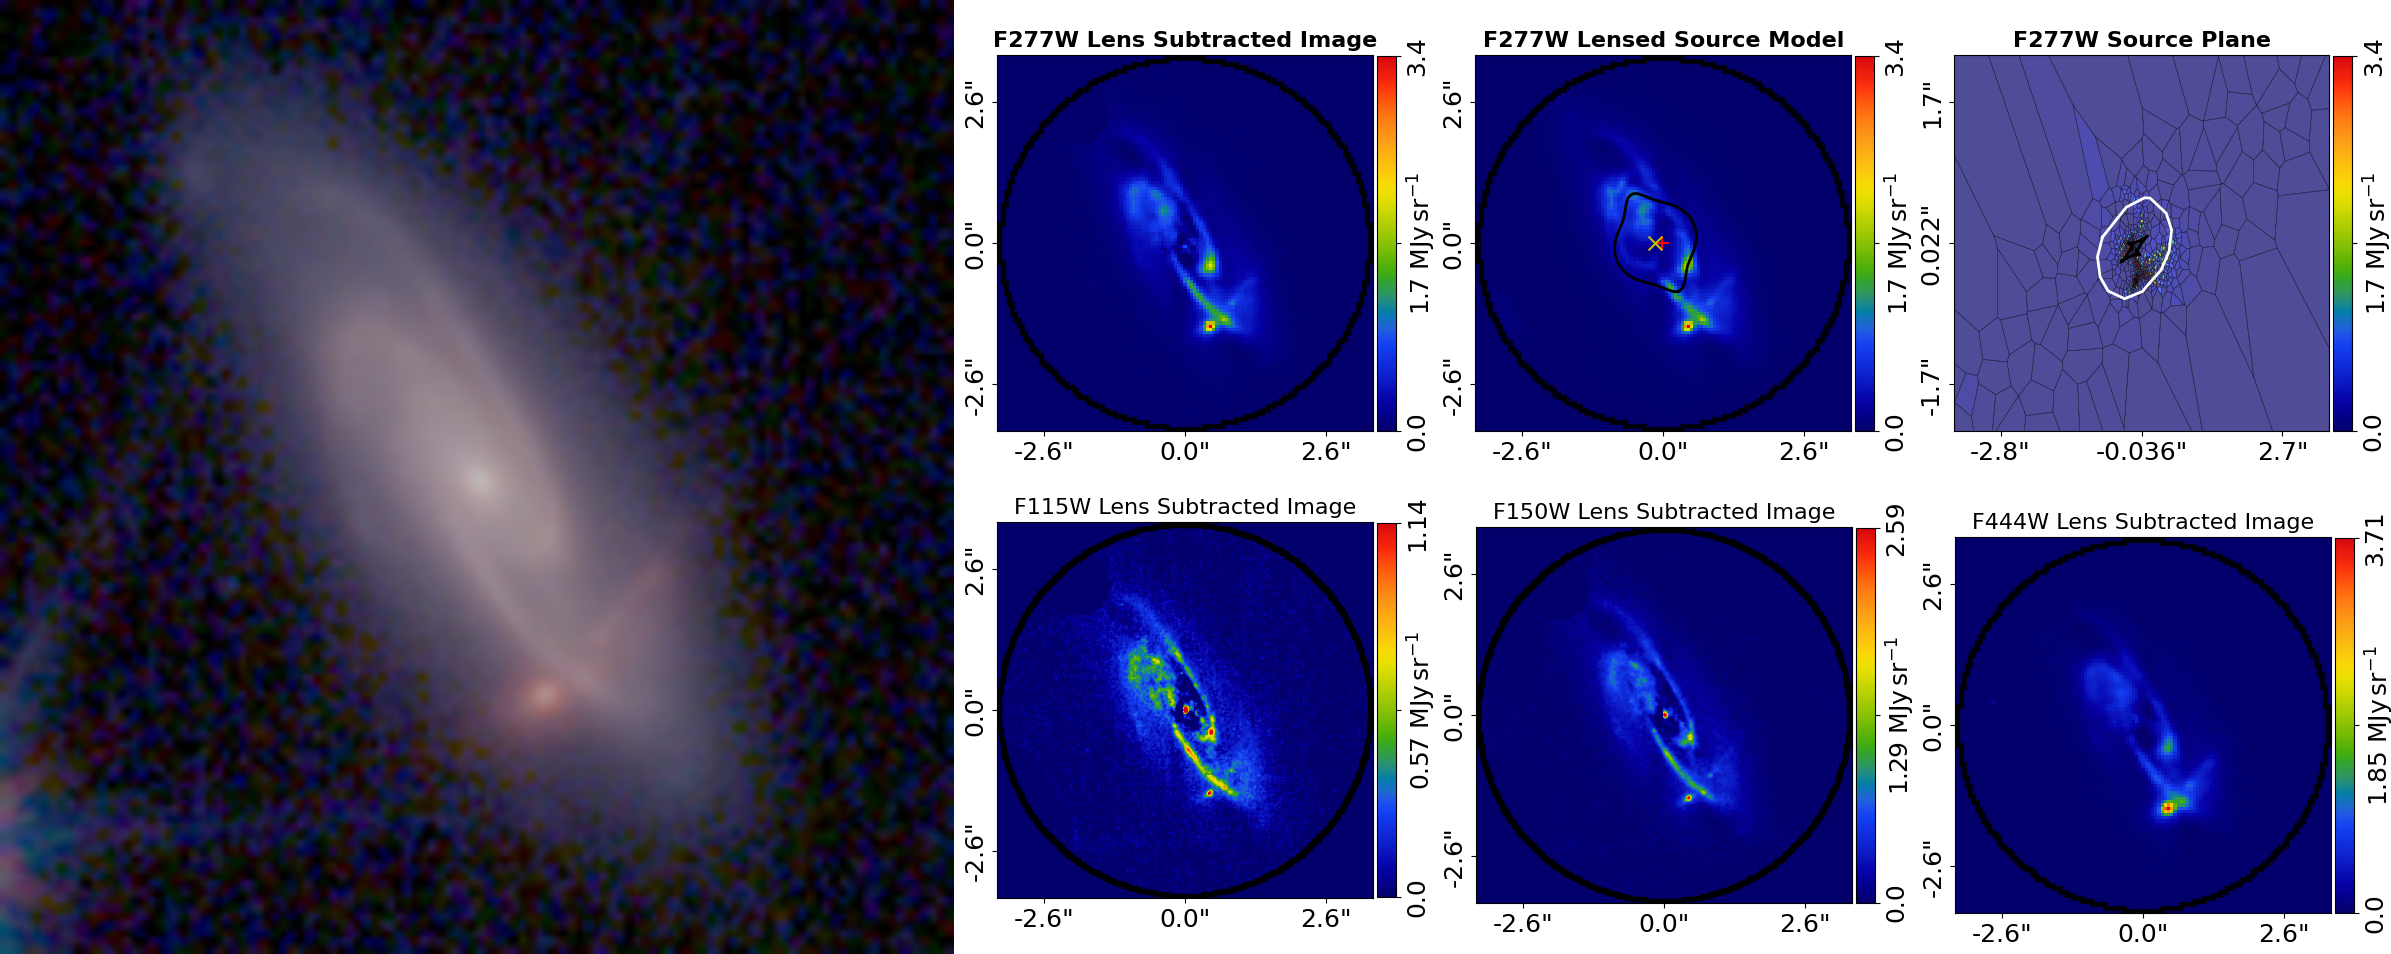 F277W Lens Subtracted Image
2.6"
0.0"
-2.6"
-2.6" 0.0" 2.6"
3.4
1.7 MJy sr⁻¹
0.0
F277W Lensed Source Model
2.6"
0.0"
-2.6"
-2.6" 0.0" 2.6"
3.4
1.7 MJy sr⁻¹
0.0
F277W Source Plane
1.7"
0.022"
-1.7"
-2.8" -0.036" 2.7"
3.4
1.7 MJy sr⁻¹
0.0
F115W Lens Subtracted Image
2.6"
0.0"
-2.6"
-2.6" 0.0" 2.6"
1.14
0.57 MJy sr⁻¹
0.0
F150W Lens Subtracted Image
2.6"
0.0"
-2.6"
-2.6" 0.0" 2.6"
2.59
1.29 MJy sr⁻¹
0.0
F444W Lens Subtracted Image
2.6"
0.0"
-2.6"
-2.6" 0.0" 2.6"
3.71
1.85 MJy sr⁻¹
0.0